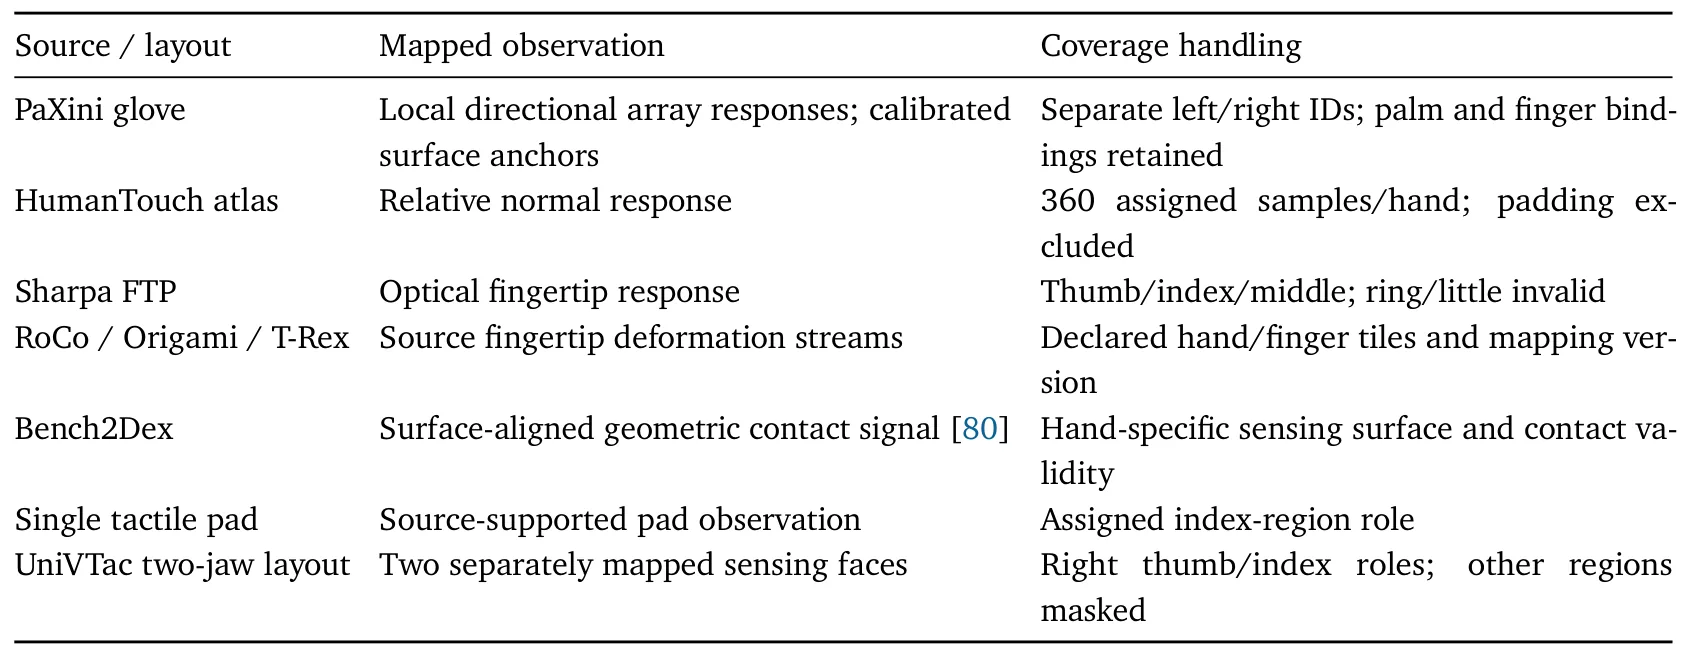 Source / layout Mapped observation Coverage handling
PaXini glove Local directional array responses; calibrated Separate left/right IDs; palm and finger bind-
surface anchors ings retained
HumanTouch atlas Relative normal response 360 assigned samples/hand; padding ex-
cluded
Sharpa FTP Optical fingertip response Thumb/index/middle; ring/little invalid
RoCo / Origami / T-Rex Source fingertip deformation streams Declared hand/finger tiles and mapping ver-
sion
Bench2Dex Surface-aligned geometric contact signal [80] Hand-specific sensing surface and contact va-
lidity
Single tactile pad Source-supported pad observation Assigned index-region role
UniVTac two-jaw layout Two separately mapped sensing faces Right thumb/index roles; other regions
masked